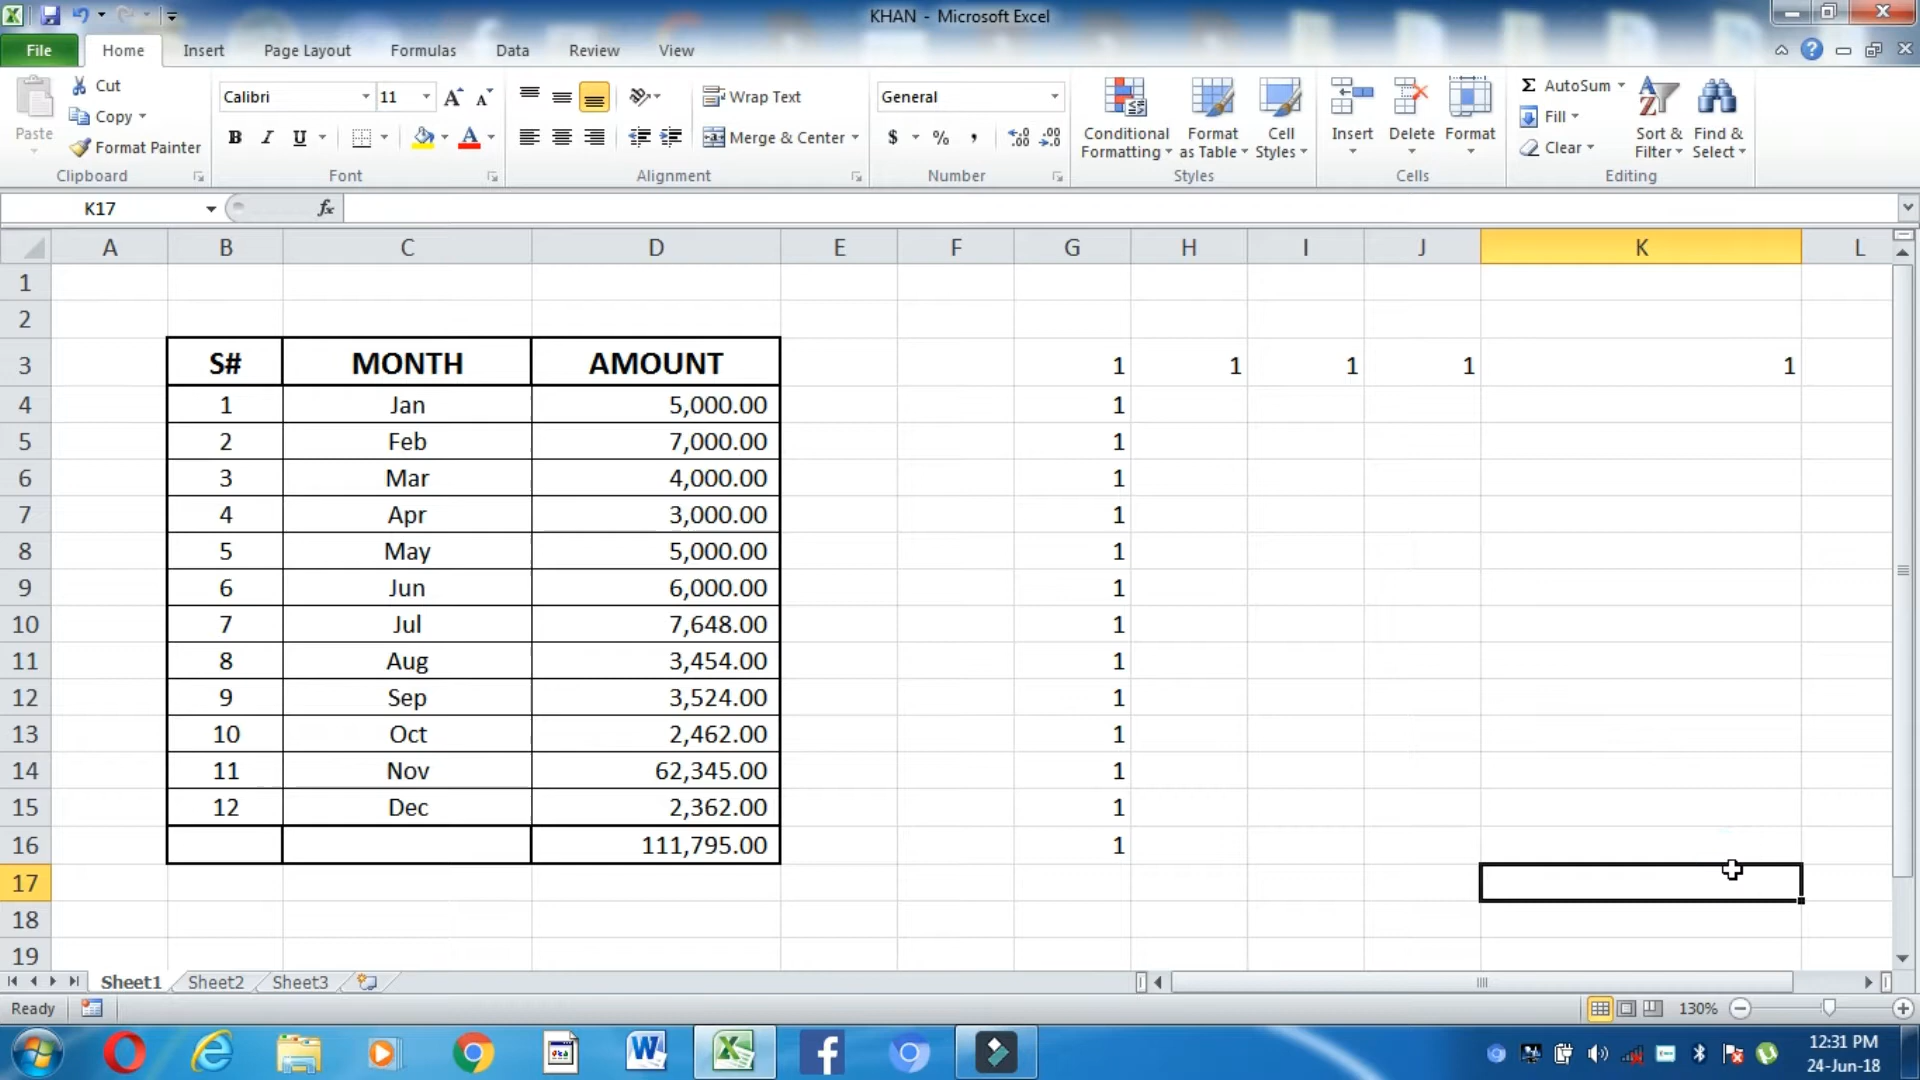 KHAN - Microsoft Excel
File Home Insert Page Layout Formulas Data Review View
Paste
Cut
Copy
Format Painter
Clipboard
Calibri 11
B I U A
Font
Wrap Text
Merge & Center
Alignment
General
$ % ,
Number
Conditional Formatting
Format as Table
Cell Styles
Styles
Insert Delete Format
Cells
Σ AutoSum
Fill
Clear
Sort & Filter
Find & Select
Editing
K17 fx
A B C D E F G H I J K L
1
2
3 S# MONTH AMOUNT 1 1 1 1 1
4 1 Jan 5,000.00 1
5 2 Feb 7,000.00 1
6 3 Mar 4,000.00 1
7 4 Apr 3,000.00 1
8 5 May 5,000.00 1
9 6 Jun 6,000.00 1
10 7 Jul 7,648.00 1
11 8 Aug 3,454.00 1
12 9 Sep 3,524.00 1
13 10 Oct 2,462.00 1
14 11 Nov 62,345.00 1
15 12 Dec 2,362.00 1
16 111,795.00 1
17
18
19
Sheet1 Sheet2 Sheet3
Ready 130%
12:31 PM
24-Jun-18